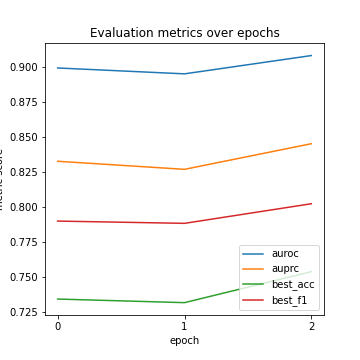 Evaluation metrics over epochs
0.900
0.875
0.850
0.825
0.800
0.775
0.750
0.725
0
1
2
epoch
auroc
auprc
best_acc
best_f1